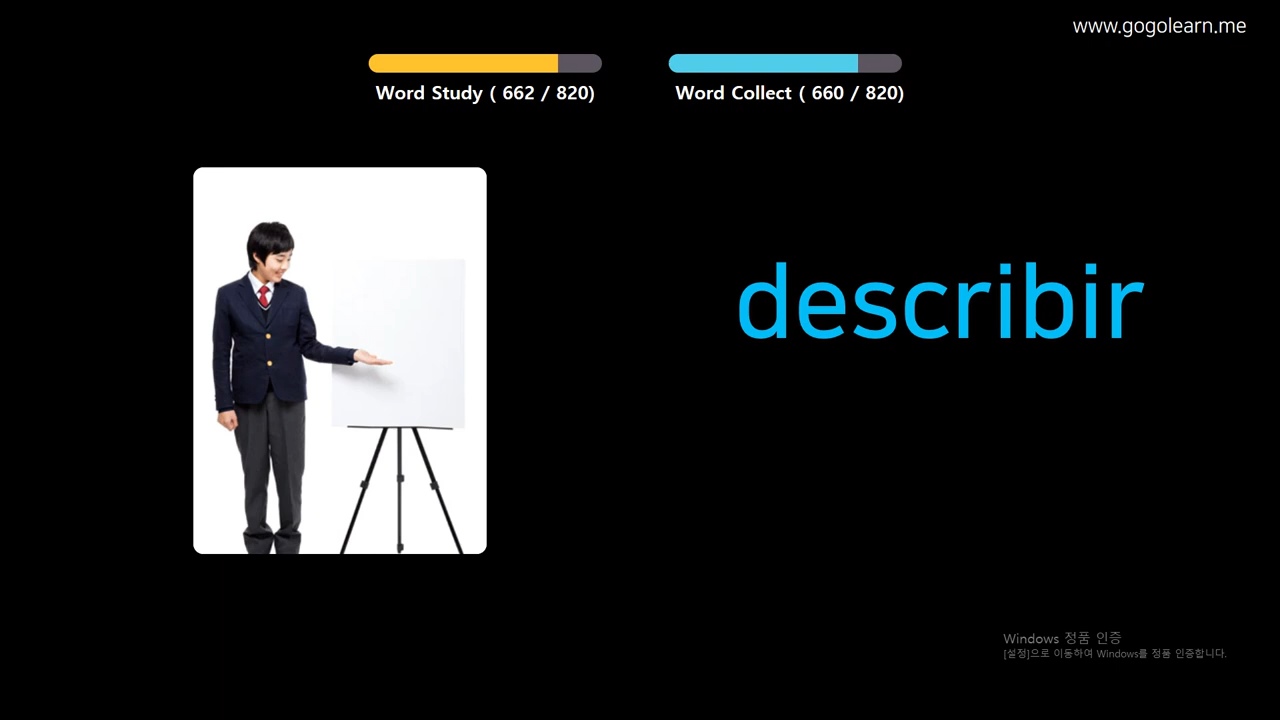 www.gogolearn.me
Word Study ( 662 / 820)
Word Collect ( 660 / 820)
describir
Windows 정품 인증
[설정]으로 이동하여 Windows를 정품 인증합니다.